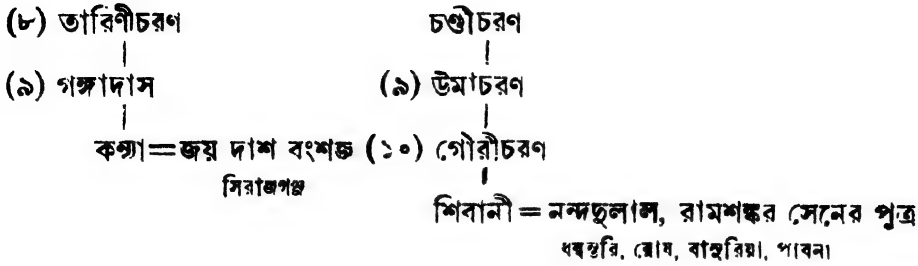 (৮) তারিণীচরণ চণ্ডীচরণ
(৯) গঙ্গাদাস (৯) উমাচরণ
কন্যা = জয় দাশ বংশজ (১০) গৌরীচরণ
সিরাজগঞ্জ
শিবানী = নন্দদুলাল, রামশঙ্কর সেনের পুত্র
ধন্বন্তরি, রোষ, বাঙ্গুরিয়া, পাবনা